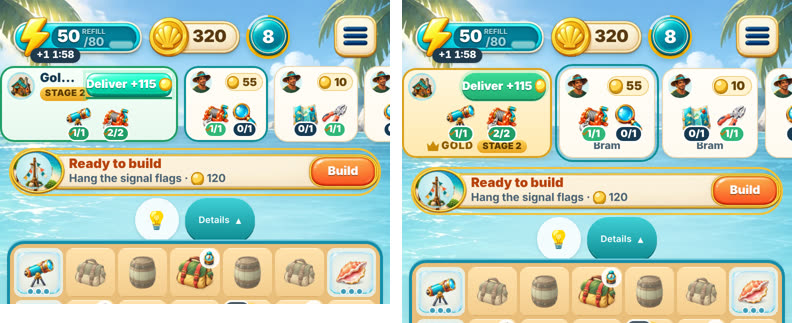 50 REFILL /80
+1 1:58
320
8
Gol...
STAGE 2
Deliver +115
1/1
2/2
55
1/1
0/1
10
0/1
1/1
Ready to build
Hang the signal flags · 120
Build
Details ▲
50 REFILL /80
+1 1:58
320
8
Deliver +115
1/1
2/2
GOLD STAGE 2
55
1/1
0/1
Bram
10
0/1
1/1
Bram
Ready to build
Hang the signal flags · 120
Build
Details ▲